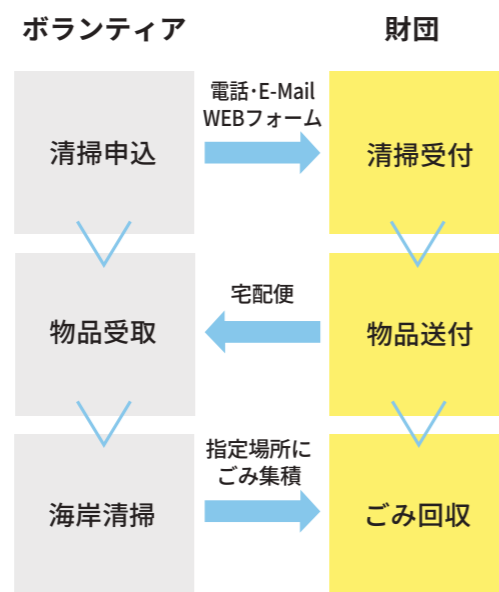 ボランティア
財団
清掃申込
電話・E-Mail
WEBフォーム
清掃受付
物品受取
宅配便
物品送付
海岸清掃
指定場所に
ごみ集積
ごみ回収